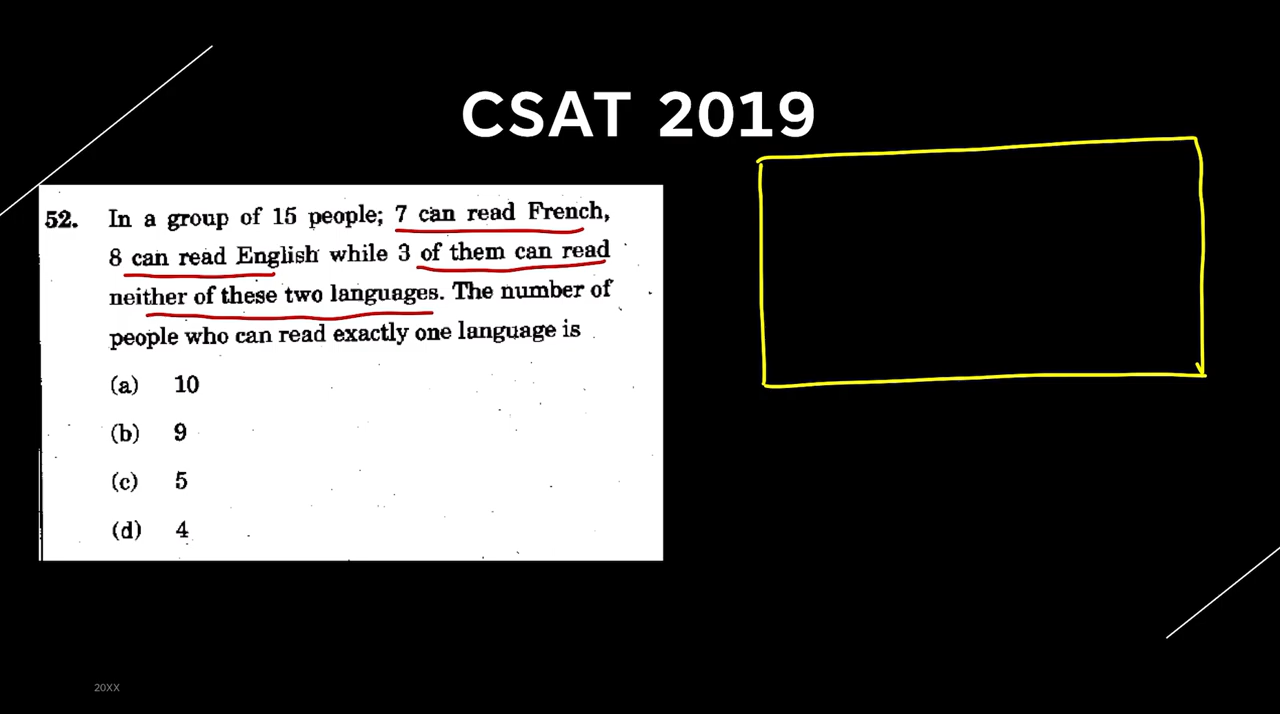 CSAT 2019
52. In a group of 15 people; 7 can read French,
8 can read English while 3 of them can read
neither of these two languages. The number of
people who can read exactly one language is
(a) 10
(b) 9
(c) 5
(d) 4
20XX